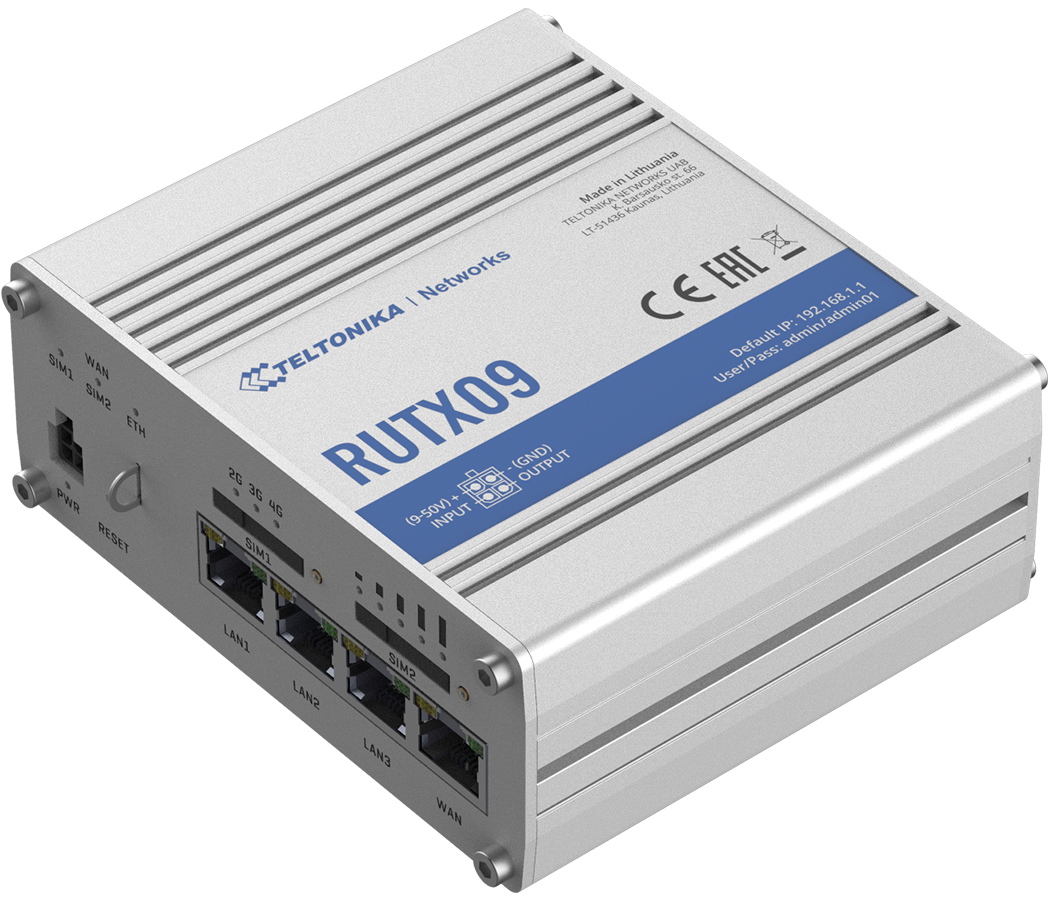 Made in Lithuania
TELTONIKA NETWORKS UAB
K. Barsausko st. 66
LT-51436 Kaunas, Lithuania
TELTONIKA | Networks
CE EAC
RUTX09
Default IP: 192.168.1.1
User/Pass: admin/admin01
(9-50V) + - (GND)
INPUT OUTPUT
SIM1 WAN SIM2
ETH
PWR
RESET
2G 3G 4G
SIM1
SIM2
LAN1
LAN2
LAN3
WAN